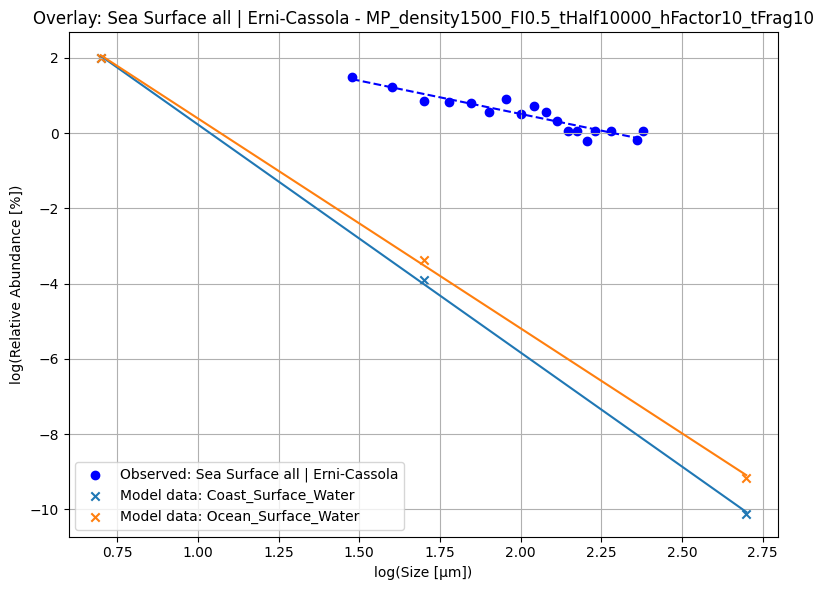 Overlay: Sea Surface all | Erni-Cassola - MP_density1500_FI0.5_tHalf10000_hFactor10_tFrag10
log(Relative Abundance [%])
2
0
−2
−4
−6
−8
−10
Observed: Sea Surface all | Erni-Cassola
Model data: Coast_Surface_Water
Model data: Ocean_Surface_Water
0.75 1.00 1.25 1.50 1.75 2.00 2.25 2.50 2.75
log(Size [μm])